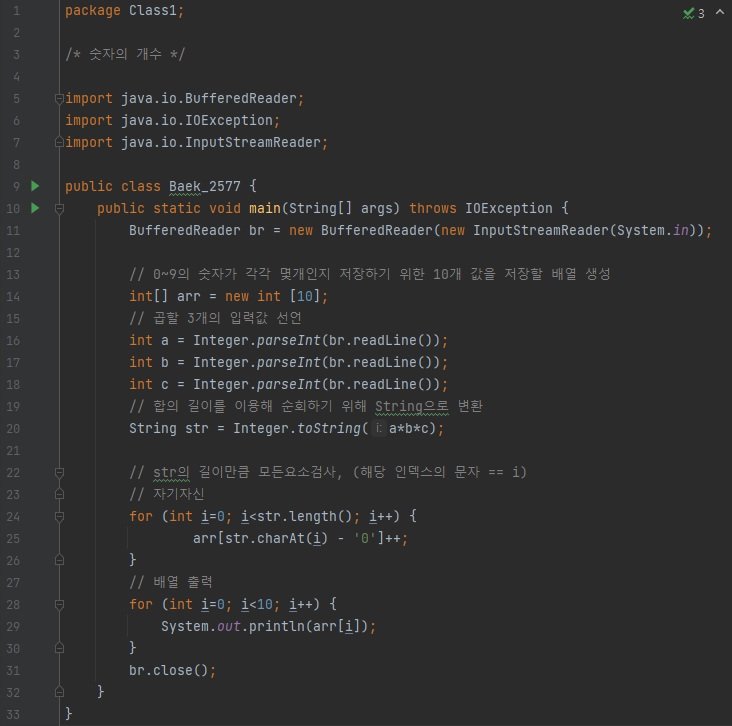 1 package Class1;
3
2
3 /* 숫자의 개수 */
4
5 import java.io.BufferedReader;
6 import java.io.IOException;
7 import java.io.InputStreamReader;
8
9 public class Baek_2577 {
10 public static void main(String[] args) throws IOException {
11 BufferedReader br = new BufferedReader(new InputStreamReader(System.in));
12
13 // 0~9의 숫자가 각각 몇개인지 저장하기 위한 10개 값을 저장할 배열 생성
14 int[] arr = new int [10];
15 // 곱할 3개의 입력값 선언
16 int a = Integer.parseInt(br.readLine());
17 int b = Integer.parseInt(br.readLine());
18 int c = Integer.parseInt(br.readLine());
19 // 합의 길이를 이용해 순회하기 위해 String으로 변환
20 String str = Integer.toString( i: a*b*c);
21
22 // str의 길이만큼 모든요소검사, (해당 인덱스의 문자 == i)
23 // 자기자신
24 for (int i=0; i<str.length(); i++) {
25 arr[str.charAt(i) - '0']++;
26 }
27 // 배열 출력
28 for (int i=0; i<10; i++) {
29 System.out.println(arr[i]);
30 }
31 br.close();
32 }
33 }